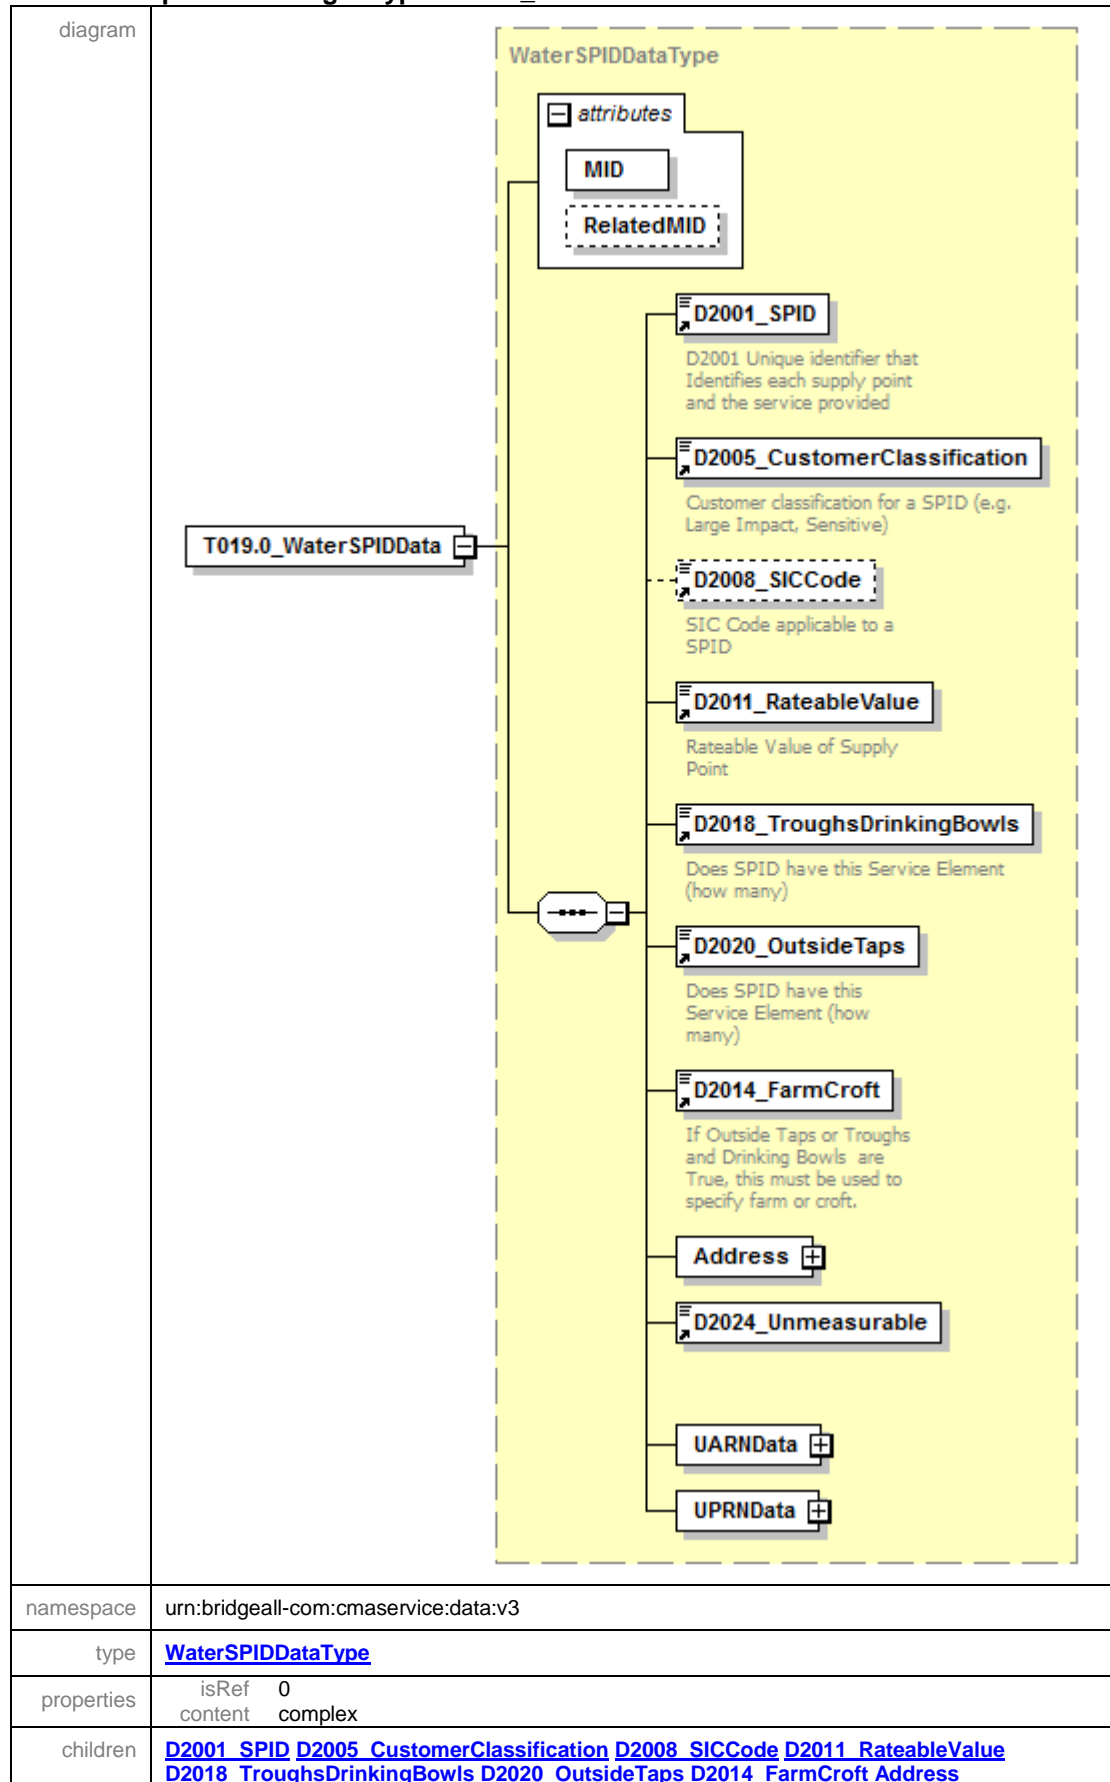 diagram
WaterSPIDDataType
attributes
MID
RelatedMID
D2001_SPID
D2001 Unique identifier that
Identifies each supply point
and the service provided
D2005_CustomerClassification
Customer classification for a SPID (e.g.
Large Impact, Sensitive)
T019.0_WaterSPIDData
D2008_SICCode
SIC Code applicable to a
SPID
D2011_RateableValue
Rateable Value of Supply
Point
D2018_TroughsDrinkingBowls
Does SPID have this Service Element
(how many)
D2020_OutsideTaps
Does SPID have this
Service Element (how
many)
D2014_FarmCroft
If Outside Taps or Troughs
and Drinking Bowls are
True, this must be used to
specify farm or croft.
Address
D2024_Unmeasurable
UARNData
UPRNData
namespace urn:bridgeall-com:cmaservice:data:v3
type WaterSPIDDataType
properties isRef 0
content complex
children D2001_SPID D2005_CustomerClassification D2008_SICCode D2011_RateableValue
D2018_TroughsDrinkingBowls D2020_OutsideTaps D2014_FarmCroft Address